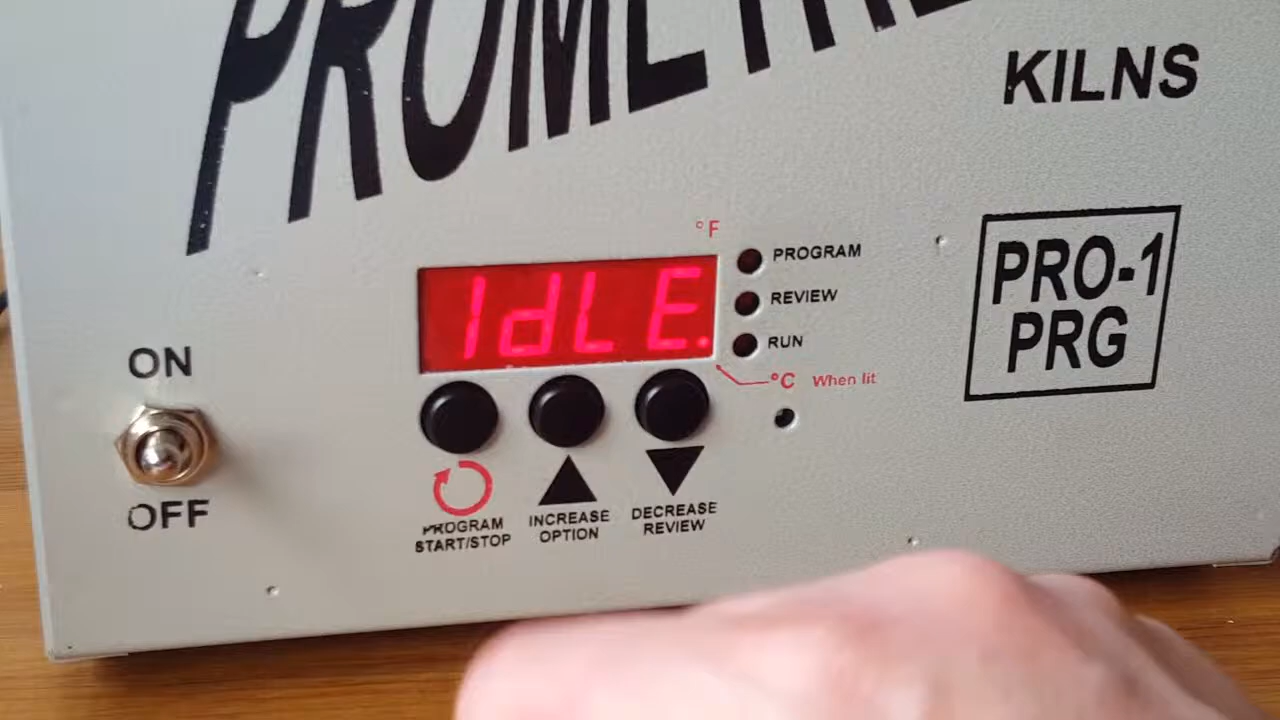 PROMETHE
KILNS
°F
IdLE.
PROGRAM
REVIEW
RUN
°C When lit
PRO-1
PRG
ON
OFF
PROGRAM
START/STOP
INCREASE
OPTION
DECREASE
REVIEW